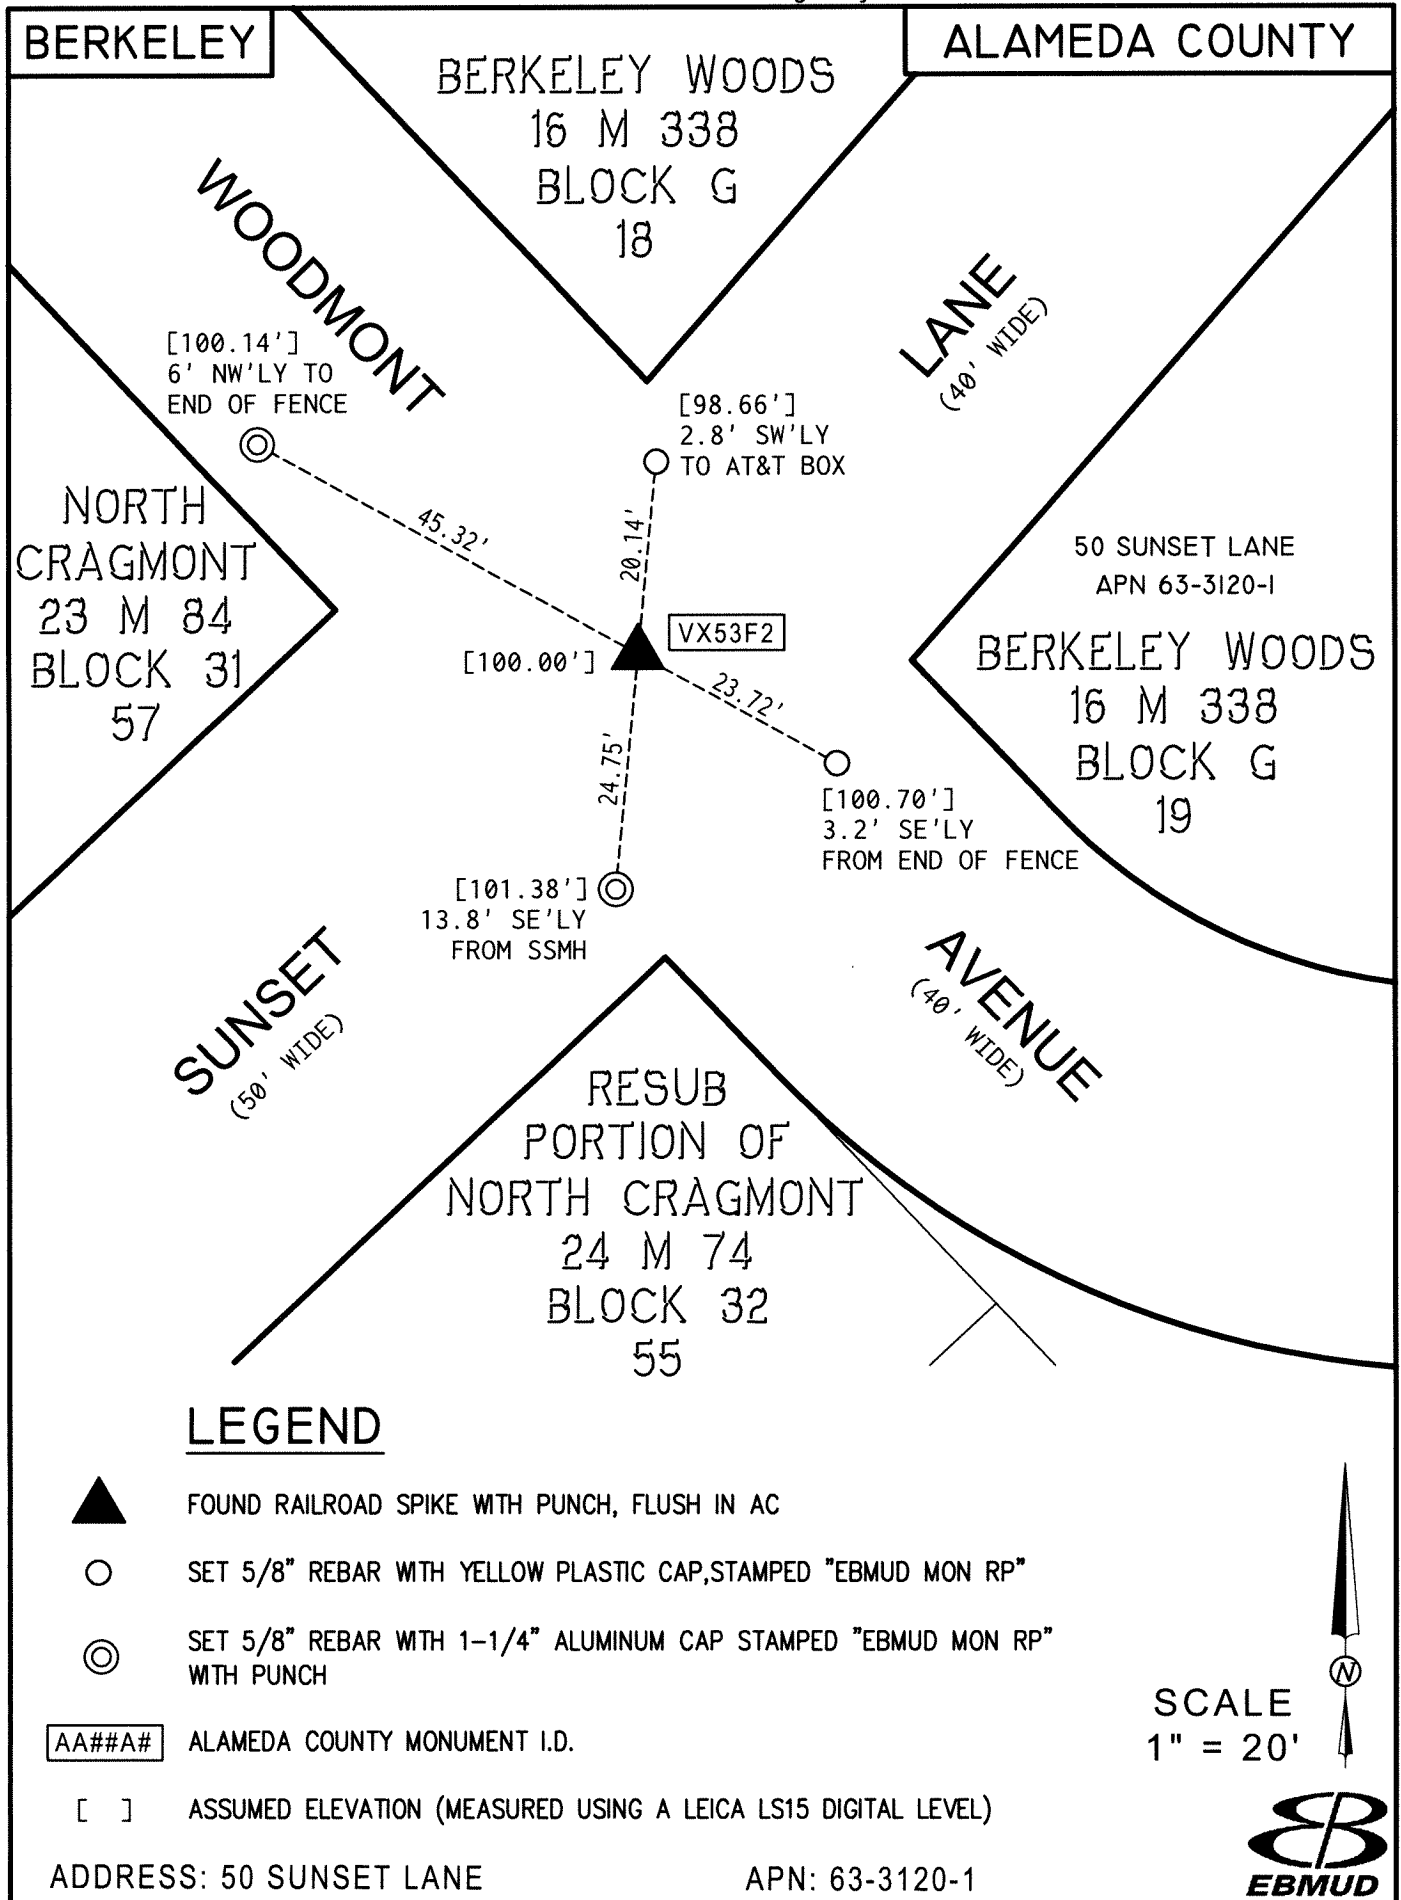 BERKELEY
ALAMEDA COUNTY
BERKELEY WOODS
16 M 338
BLOCK G
18
WOODMONT
LANE
(40' WIDE)
[100.14']
6' NW'LY TO
END OF FENCE
[98.66']
2.8' SW'LY
TO AT&T BOX
45.32'
20.14'
NORTH
CRAGMONT
23 M 84
BLOCK 31
57
50 SUNSET LANE
APN 63-3120-1
VX53F2
[100.00']
BERKELEY WOODS
16 M 338
BLOCK G
19
23.72'
24.75'
[100.70']
3.2' SE'LY
FROM END OF FENCE
[101.38']
13.8' SE'LY
FROM SSMH
SUNSET
(50' WIDE)
AVENUE
(40' WIDE)
RESUB
PORTION OF
NORTH CRAGMONT
24 M 74
BLOCK 32
55
LEGEND
FOUND RAILROAD SPIKE WITH PUNCH, FLUSH IN AC
SET 5/8" REBAR WITH YELLOW PLASTIC CAP,STAMPED "EBMUD MON RP"
SET 5/8" REBAR WITH 1-1/4" ALUMINUM CAP STAMPED "EBMUD MON RP"
WITH PUNCH
N
SCALE
1" = 20'
AA##A# ALAMEDA COUNTY MONUMENT I.D.
[ ] ASSUMED ELEVATION (MEASURED USING A LEICA LS15 DIGITAL LEVEL)
ADDRESS: 50 SUNSET LANE APN: 63-3120-1
EBMUD